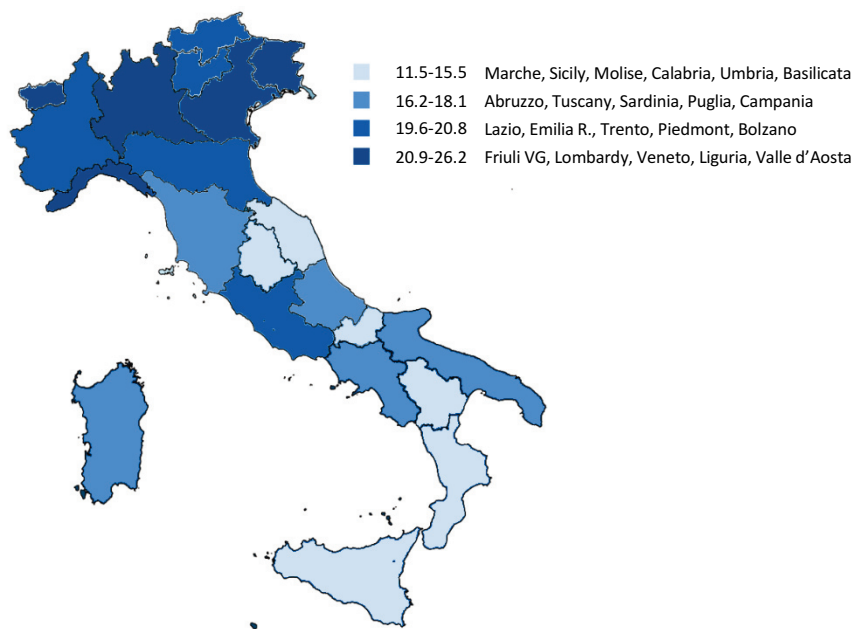 11.5-15.5 Marche, Sicily, Molise, Calabria, Umbria, Basilicata
16.2-18.1 Abruzzo, Tuscany, Sardinia, Puglia, Campania
19.6-20.8 Lazio, Emilia R., Trento, Piedmont, Bolzano
20.9-26.2 Friuli VG, Lombardy, Veneto, Liguria, Valle d’Aosta